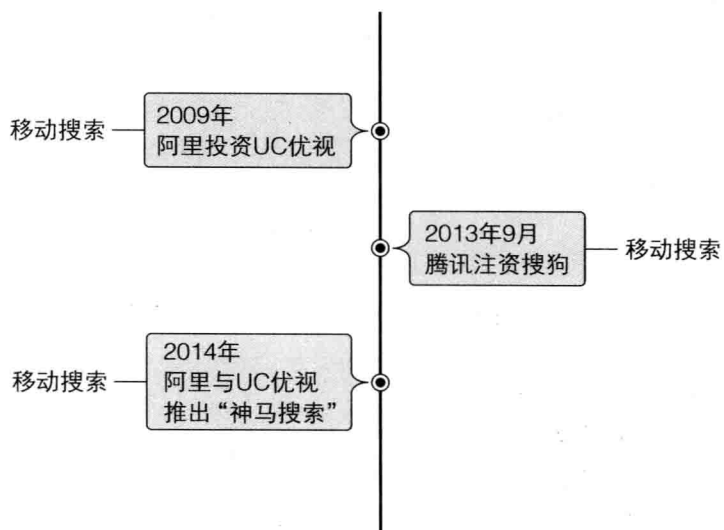 移动搜索
2009年
阿里投资UC优视
2013年9月
腾讯注资搜狗
移动搜索
移动搜索
2014年
阿里与UC优视
推出“神马搜索”